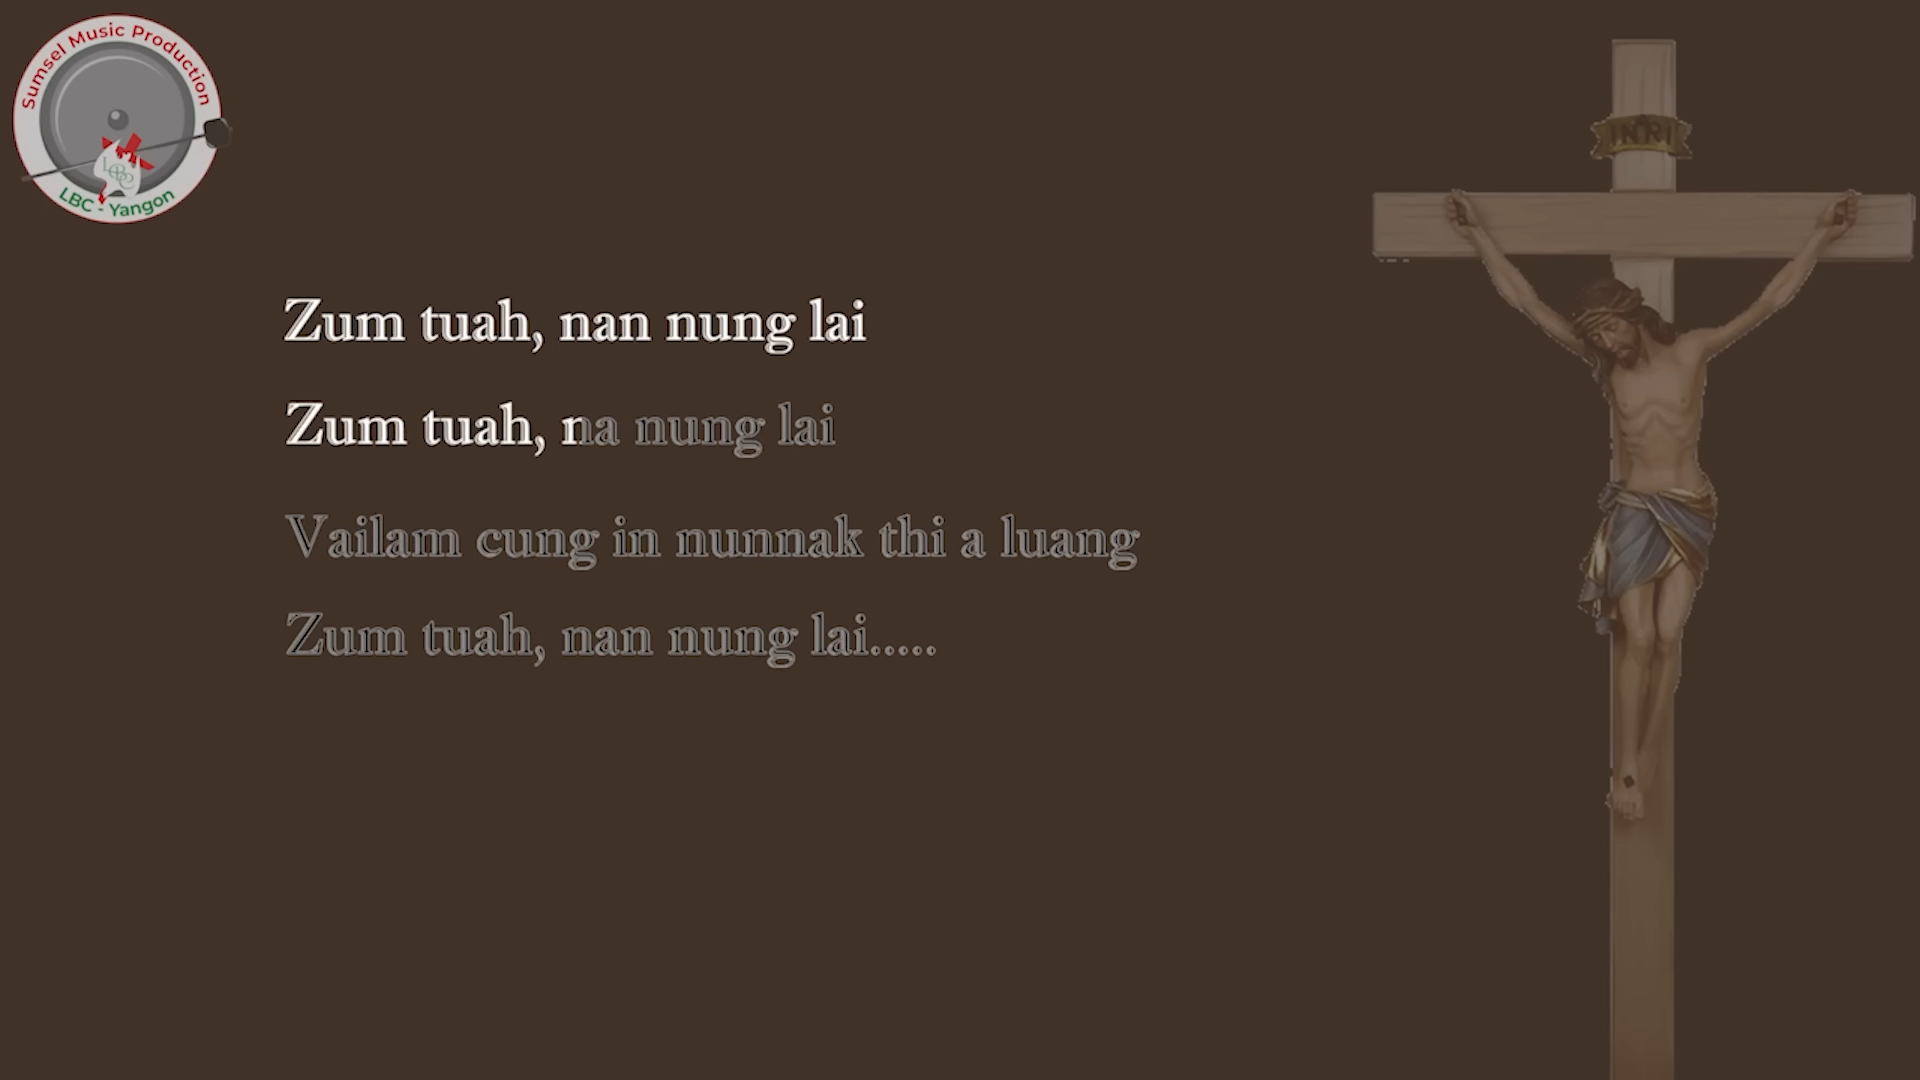 Sumsel Music Production
LBC
LBC - Yangon
INRI
Zum tuah, nan nung lai
Zum tuah, na nung lai
Vailam cung in nunnak thi a luang
Zum tuah, nan nung lai.....